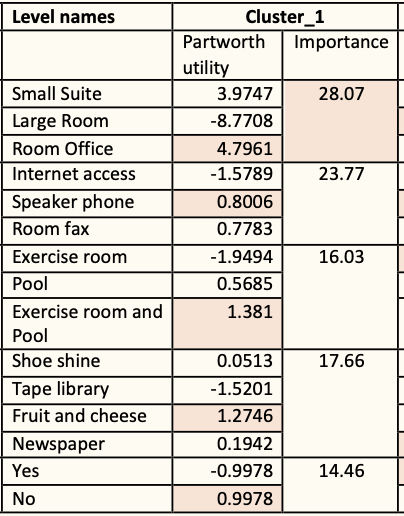 Level names Cluster_1
Partworth Importance
utility
Small Suite 3.9747 28.07
Large Room -8.7708
Room Office 4.7961
Internet access -1.5789 23.77
Speaker phone 0.8006
Room fax 0.7783
Exercise room -1.9494 16.03
Pool 0.5685
Exercise room and 1.381
Pool
Shoe shine 0.0513 17.66
Tape library -1.5201
Fruit and cheese 1.2746
Newspaper 0.1942
Yes -0.9978 14.46
No 0.9978